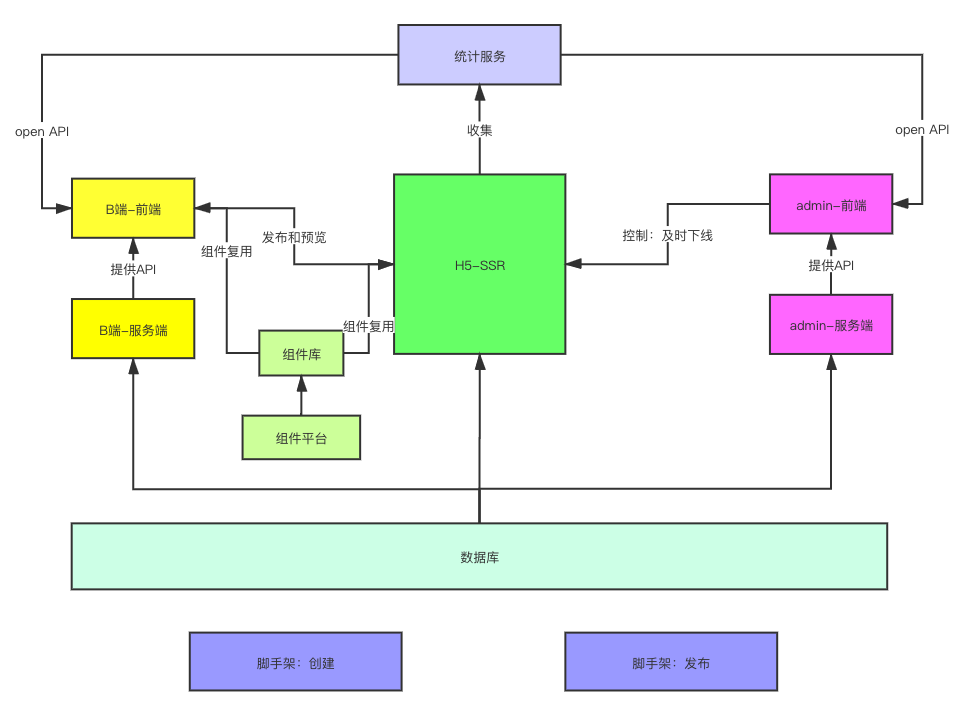 统计服务
open API
open API
收集
B端-前端
admin-前端
发布和预览
控制：及时下线
组件复用
H5-SSR
提供API
提供API
B端-服务端
组件复用
admin-服务端
组件库
组件平台
数据库
脚手架：创建
脚手架：发布